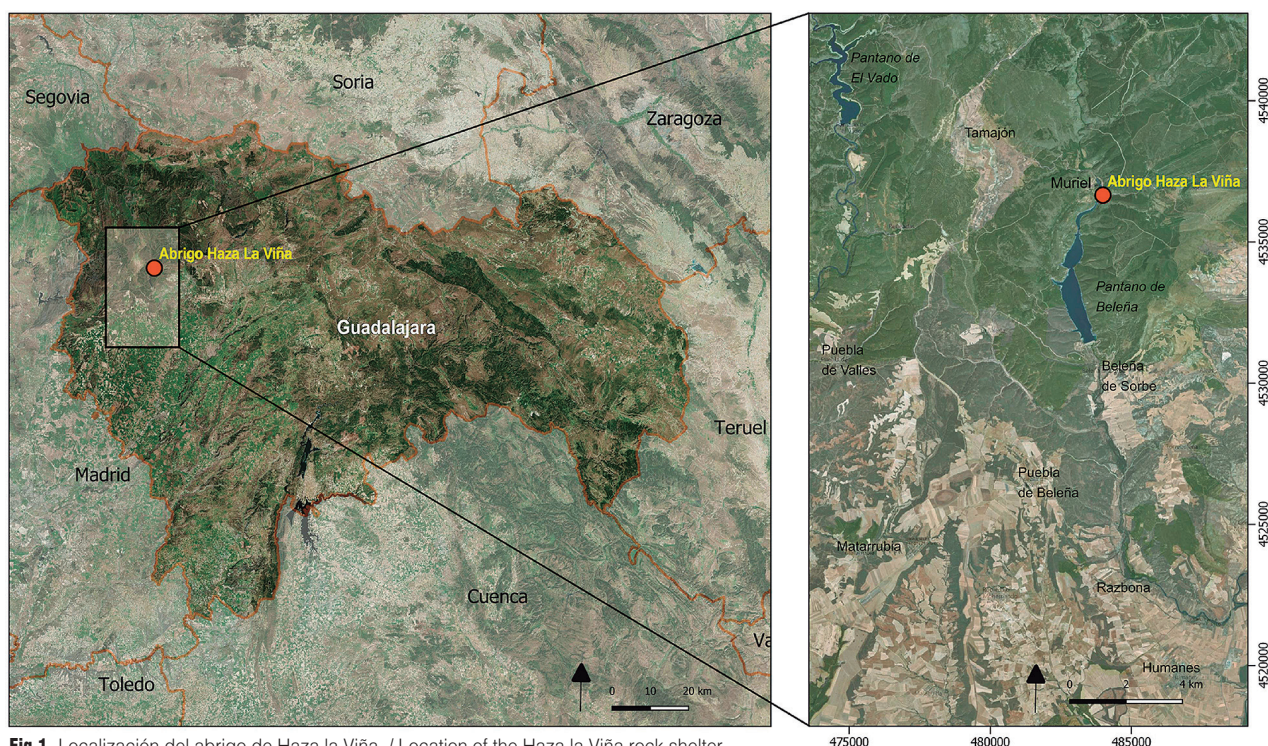 Segovia
Soria
Zaragoza
Abrigo Haza La Viña
Guadalajara
Teruel
Madrid
Cuenca
Toledo
0 10 20 km
Pantano de
El Vado
Tamajón
Muriel
Abrigo Haza La Viña
Pantano de
Beleña
Puebla
de Valles
Beleña
de Sorbe
Puebla
de Beleña
Matarrubia
Razbona
Humanes
0 2 4 km
4540000
4535000
4530000
4525000
4520000
475000
480000
485000
Fig 1. Localización del abrigo de Haza la Viña. / Location of the Haza la Viña rock shelter.